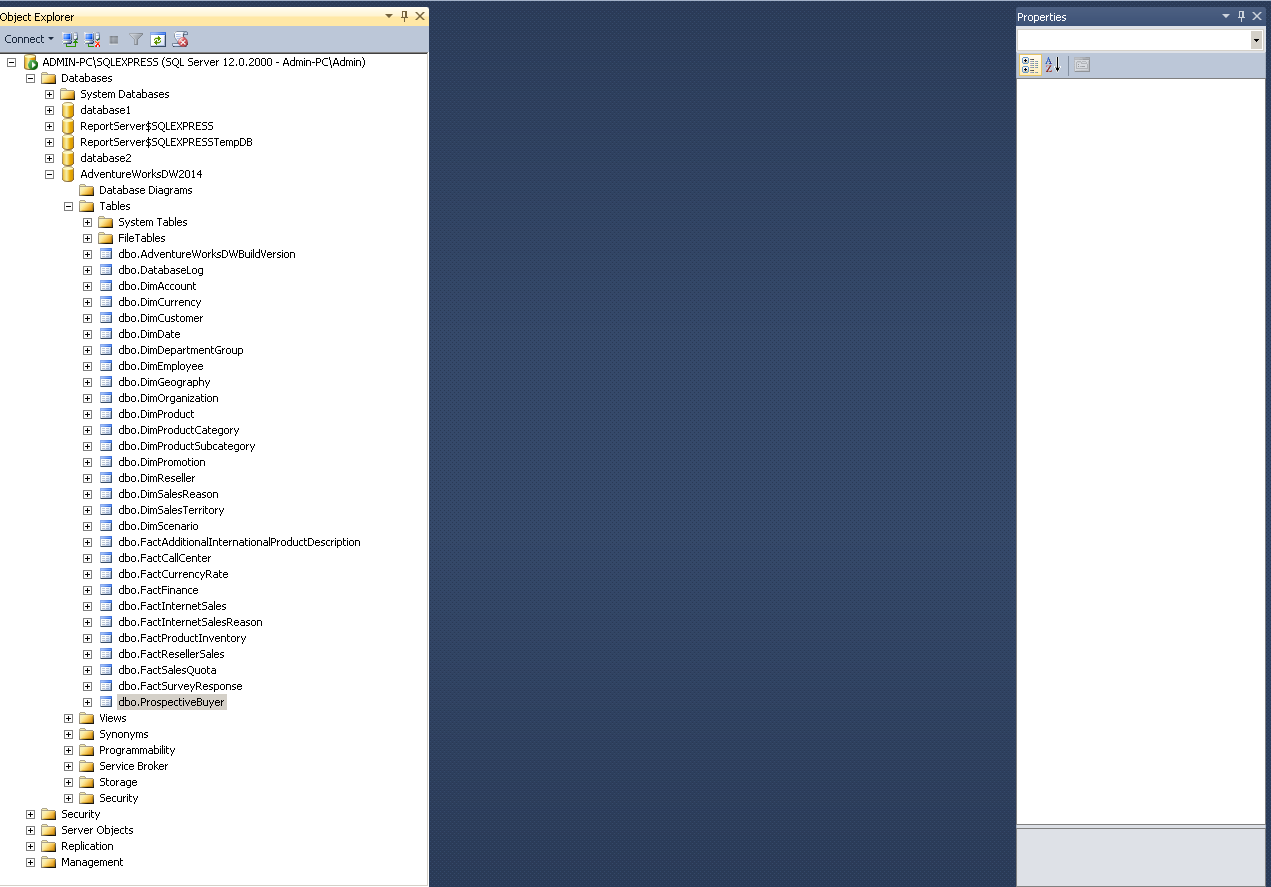 Object Explorer
Properties
Connect
ADMIN-PC\SQLEXPRESS (SQL Server 12.0.2000 - Admin-PC\Admin)
Databases
System Databases
database1
ReportServer$SQLEXPRESS
ReportServer$SQLEXPRESSTempDB
database2
AdventureWorksDW2014
Database Diagrams
Tables
System Tables
FileTables
dbo.AdventureWorksDWBuildVersion
dbo.DatabaseLog
dbo.DimAccount
dbo.DimCurrency
dbo.DimCustomer
dbo.DimDate
dbo.DimDepartmentGroup
dbo.DimEmployee
dbo.DimGeography
dbo.DimOrganization
dbo.DimProduct
dbo.DimProductCategory
dbo.DimProductSubcategory
dbo.DimPromotion
dbo.DimReseller
dbo.DimSalesReason
dbo.DimSalesTerritory
dbo.DimScenario
dbo.FactAdditionalInternationalProductDescription
dbo.FactCallCenter
dbo.FactCurrencyRate
dbo.FactFinance
dbo.FactInternetSales
dbo.FactInternetSalesReason
dbo.FactProductInventory
dbo.FactResellerSales
dbo.FactSalesQuota
dbo.FactSurveyResponse
dbo.ProspectiveBuyer
Views
Synonyms
Programmability
Service Broker
Storage
Security
Security
Server Objects
Replication
Management